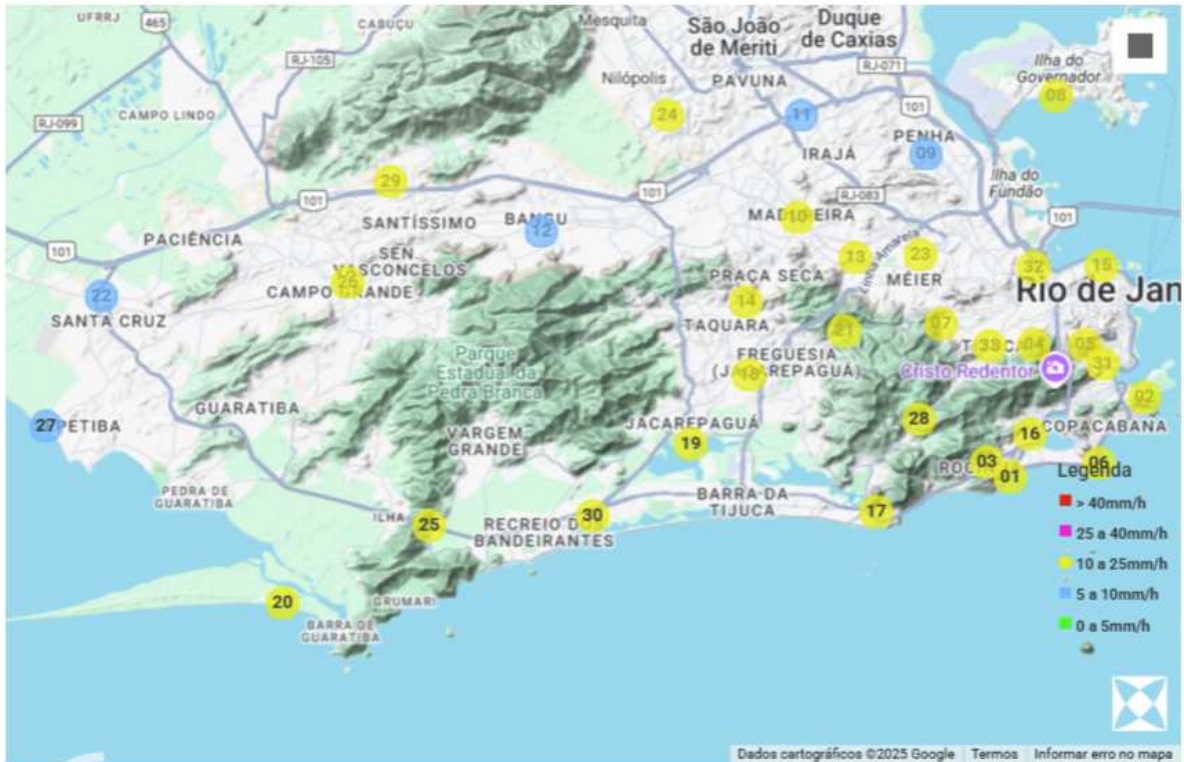 UFRRJ
465
CABUÇU
Mesquita
São João
de Meriti
Duque
de Caxias
RJ-105
Nilópolis
PAVUNA
RJ-071
Ilha do
Governador
08
CAMPO LINDO
RJ-099
24
11
101
PENHA
09
IRAJÁ
Ilha do
Fundão
29
101
101
RJ-083
101
SANTÍSSIMO
BANGU
12
10
PACIÊNCIA
101
SEN
VASCONCELOS
CAMPO GRANDE
13
Linha Amarela
23
MÉIER
32
15
PRAÇA SECA
22
SANTA CRUZ
14
TAQUARA
Rio de Jan
21
07
33
04
05
31
FREGUESIA
(JACAREPAGUÁ)
18
Cristo Redentor
02
Parque
Estadual da
Pedra Branca
GUARATIBA
27
28
16
COPACABANA
VARGEM
GRANDE
JACAREPAGUÁ
19
03
01
06
Legenda
PEDRA DE
GUARATIBA
ILHA
25
RECREIO DOS
BANDEIRANTES
30
BARRA DA
TIJUCA
17
> 40mm/h
25 a 40mm/h
10 a 25mm/h
5 a 10mm/h
0 a 5mm/h
20
GRUMARI
BARRA DE
GUARATIBA
Dados cartográficos ©2025 Google Termos Informar erro no mapa